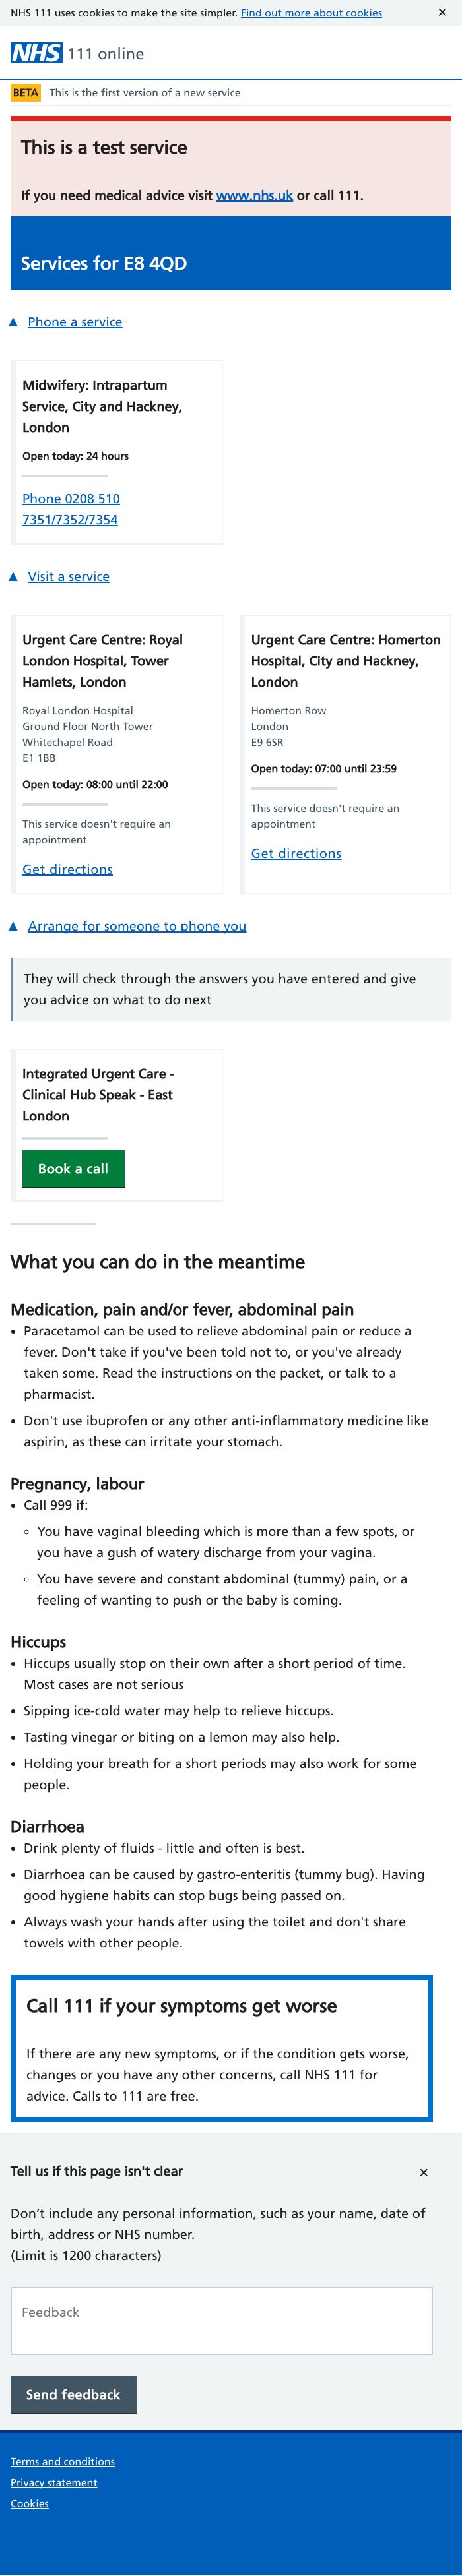 NHS 111 uses cookies to make the site simpler. Find out more about cookies ✕
NHS 111 online
BETA This is the first version of a new service
This is a test service
If you need medical advice visit www.nhs.uk or call 111.
Services for E8 4QD
▲ Phone a service
Midwifery: Intrapartum
Service, City and Hackney,
London
Open today: 24 hours
Phone 0208 510
7351/7352/7354
▲ Visit a service
Urgent Care Centre: Royal
London Hospital, Tower
Hamlets, London
Royal London Hospital
Ground Floor North Tower
Whitechapel Road
E1 1BB
Open today: 08:00 until 22:00
This service doesn't require an
appointment
Get directions
Urgent Care Centre: Homerton
Hospital, City and Hackney,
London
Homerton Row
London
E9 6SR
Open today: 07:00 until 23:59
This service doesn't require an
appointment
Get directions
▲ Arrange for someone to phone you
They will check through the answers you have entered and give
you advice on what to do next
Integrated Urgent Care -
Clinical Hub Speak - East
London
Book a call
What you can do in the meantime
Medication, pain and/or fever, abdominal pain
• Paracetamol can be used to relieve abdominal pain or reduce a
fever. Don't take if you've been told not to, or you've already
taken some. Read the instructions on the packet, or talk to a
pharmacist.
• Don't use ibuprofen or any other anti-inflammatory medicine like
aspirin, as these can irritate your stomach.
Pregnancy, labour
• Call 999 if:
◦ You have vaginal bleeding which is more than a few spots, or
you have a gush of watery discharge from your vagina.
◦ You have severe and constant abdominal (tummy) pain, or a
feeling of wanting to push or the baby is coming.
Hiccups
• Hiccups usually stop on their own after a short period of time.
Most cases are not serious
• Sipping ice-cold water may help to relieve hiccups.
• Tasting vinegar or biting on a lemon may also help.
• Holding your breath for a short periods may also work for some
people.
Diarrhoea
• Drink plenty of fluids - little and often is best.
• Diarrhoea can be caused by gastro-enteritis (tummy bug). Having
good hygiene habits can stop bugs being passed on.
• Always wash your hands after using the toilet and don't share
towels with other people.
Call 111 if your symptoms get worse
If there are any new symptoms, or if the condition gets worse,
changes or you have any other concerns, call NHS 111 for
advice. Calls to 111 are free.
Tell us if this page isn't clear ✕
Don’t include any personal information, such as your name, date of
birth, address or NHS number.
(Limit is 1200 characters)
Feedback
Send feedback
Terms and conditions
Privacy statement
Cookies